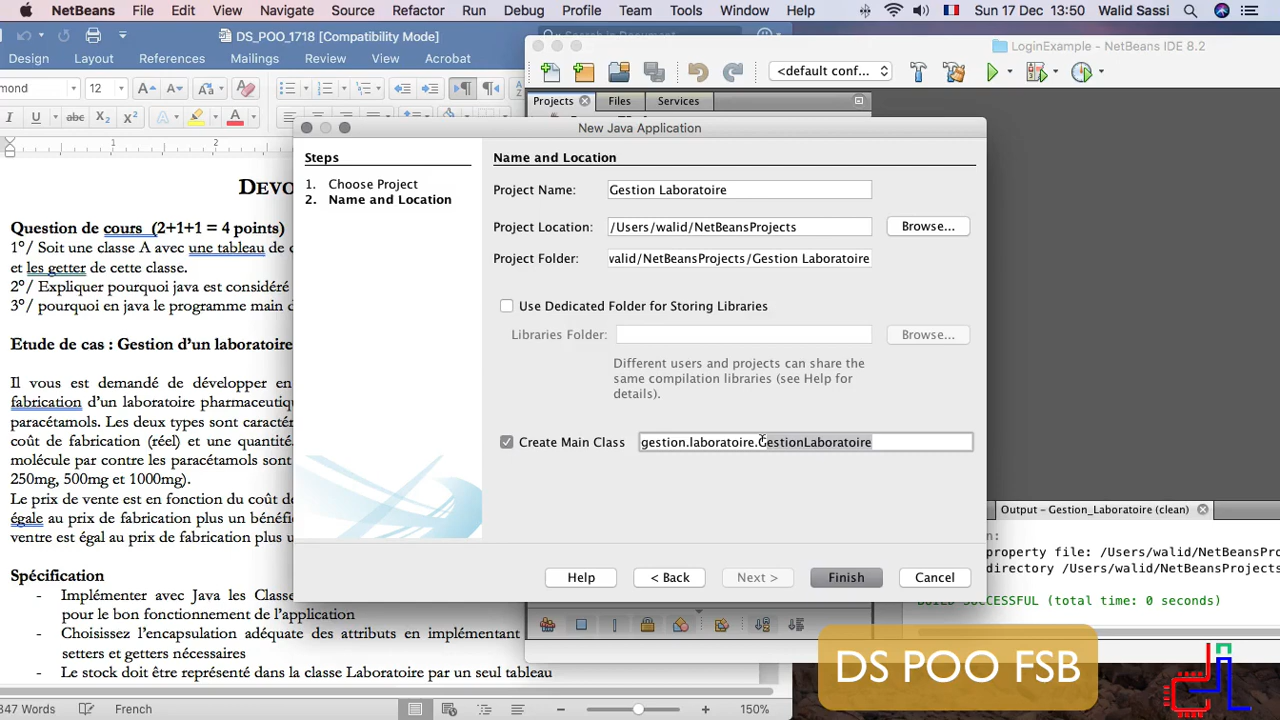 NetBeans File Edit View Navigate Source Refactor Run Debug Profile Team Tools Window Help Sun 17 Dec 13:50 Walid Sassi
DS_POO_1718 [Compatibility Mode]
Design Layout References Mailings Review View Acrobat
mond 12
LoginExample - NetBeans IDE 8.2
<default conf...
Projects Files Services
New Java Application
Steps
1. Choose Project
2. Name and Location
Name and Location
Project Name: Gestion Laboratoire
Project Location: /Users/walid/NetBeansProjects Browse...
Project Folder: valid/NetBeansProjects/Gestion Laboratoire
Use Dedicated Folder for Storing Libraries
Libraries Folder: Browse...
Different users and projects can share the
same compilation libraries (see Help for
details).
Create Main Class gestion.laboratoire.GestionLaboratoire
Help < Back Next > Finish Cancel
1 2
Question de cours (2+1+1 = 4 points)
1°/ Soit une classe A avec une tableau de
et les getter de cette classe.
2°/ Expliquer pourquoi java est considéré
3°/ pourquoi en java le programme main
Etude de cas : Gestion d'un laboratoire
Il vous est demandé de développer en
fabrication d'un laboratoire pharmaceutiq
paracétamols. Les deux types sont caractér
coût de fabrication (réel) et une quantité.
molécule par contre les paracétamols sont
250mg, 500mg et 1000mg).
Le prix de vente est en fonction du coût de
égale au prix de fabrication plus un bénéfic
ventre est égal au prix de fabrication plus u
Spécification
- Implémenter avec Java les Classe
pour le bon fonctionnement de l'application
- Choisissez l'encapsulation adéquate des attributs en implémentant
setters et getters nécessaires
- Le stock doit être représenté dans la classe Laboratoire par un seul tableau
847 Words French 150%
Output - Gestion_Laboratoire (clean)
property file: /Users/walid/NetBeans
directory /Users/walid/NetBeansProjects
BUILD SUCCESSFUL (total time: 0 seconds)
DS POO FSB